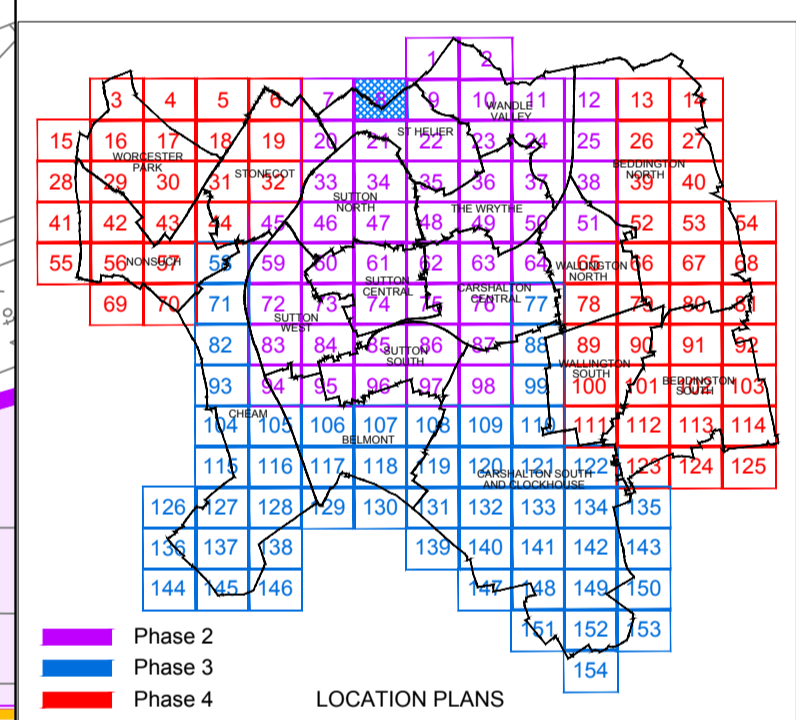 1 2
3 4 5 6 7 8 9 10 11 12 13 14
WANDLE
VALLEY
15 16 17 18 19 20 21 22 23 24 25 26 27
ST HELIER
WORCESTER
PARK
STONECOT
BEDDINGTON
NORTH
28 29 30 31 32 33 34 35 36 37 38 39 40
SUTTON
NORTH
THE WRYTHE
41 42 43 44 45 46 47 48 49 50 51 52 53 54
55 56 57 58 59 60 61 62 63 64 65 66 67 68
NONSUCH
WALLINGTON
NORTH
SUTTON
CENTRAL
CARSHALTON
CENTRAL
69 70 71 72 73 74 75 76 77 78 79 80 81
SUTTON
WEST
82 83 84 85 86 87 88 89 90 91 92
SUTTON
SOUTH
WALLINGTON
SOUTH
93 94 95 96 97 98 99 100 101 102 103
BEDDINGTON
SOUTH
CHEAM
104 105 106 107 108 109 110 111 112 113 114
BELMONT
115 116 117 118 119 120 121 122 123 124 125
CARSHALTON SOUTH
AND CLOCKHOUSE
126 127 128 129 130 131 132 133 134 135
136 137 138 139 140 141 142 143
144 145 146 147 148 149 150
151 152 153
154
Phase 2
Phase 3
Phase 4
LOCATION PLANS